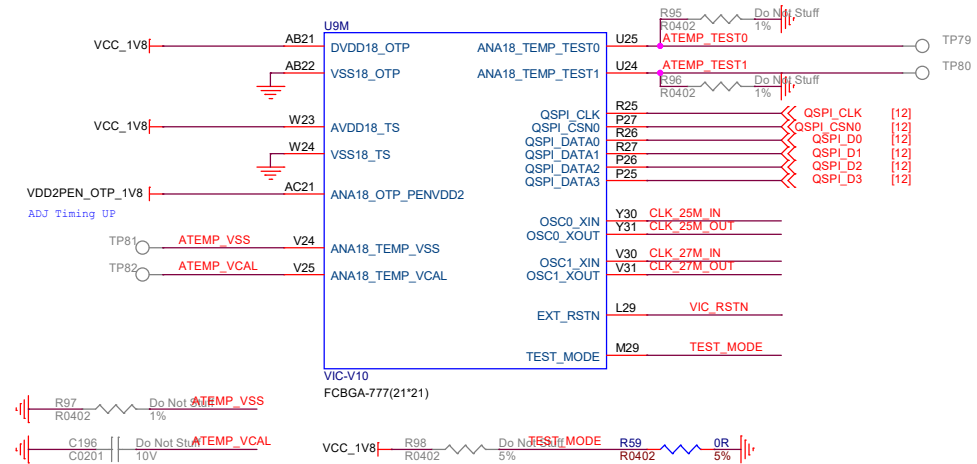 U9M
R95 Do Not Stuff
R0402 1%
VCC_1V8 AB21 DVDD18_OTP ANA18_TEMP_TEST0 U25 ATEMP_TEST0 TP79
AB22 VSS18_OTP ANA18_TEMP_TEST1 U24 ATEMP_TEST1 TP80
R96 Do Not Stuff
R0402 1%
QSPI_CLK R25 QSPI_CLK [12]
VCC_1V8 W23 AVDD18_TS QSPI_CSN0 P27 QSPI_CSN0 [12]
QSPI_DATA0 R26 QSPI_D0 [12]
W24 VSS18_TS QSPI_DATA1 R27 QSPI_D1 [12]
QSPI_DATA2 P26 QSPI_D2 [12]
QSPI_DATA3 P25 QSPI_D3 [12]
VDD2PEN_OTP_1V8 AC21 ANA18_OTP_PENVDD2
ADJ Timing UP
OSC0_XIN Y30 CLK_25M_IN
OSC0_XOUT Y31 CLK_25M_OUT
TP81 ATEMP_VSS V24 ANA18_TEMP_VSS
OSC1_XIN V30 CLK_27M_IN
TP82 ATEMP_VCAL V25 ANA18_TEMP_VCAL OSC1_XOUT V31 CLK_27M_OUT
EXT_RSTN L29 VIC_RSTN
TEST_MODE M29 TEST_MODE
VIC-V10
FCBGA-777(21*21)
R97 Do Not Stuff ATEMP_VSS
R0402 1%
C196 Do Not Stuff ATEMP_VCAL
C0201 10V
VCC_1V8 R98 Do Not Stuff TEST_MODE R59 0R
R0402 5% R0402 5%